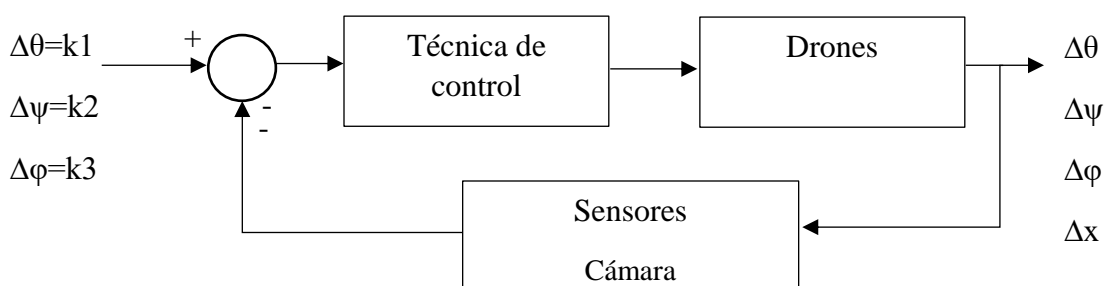 Δθ=k1
Δψ=k2
Δφ=k3
+
-
-
Técnica de
control
Drones
Sensores
Cámara
Δθ
Δψ
Δφ
Δx